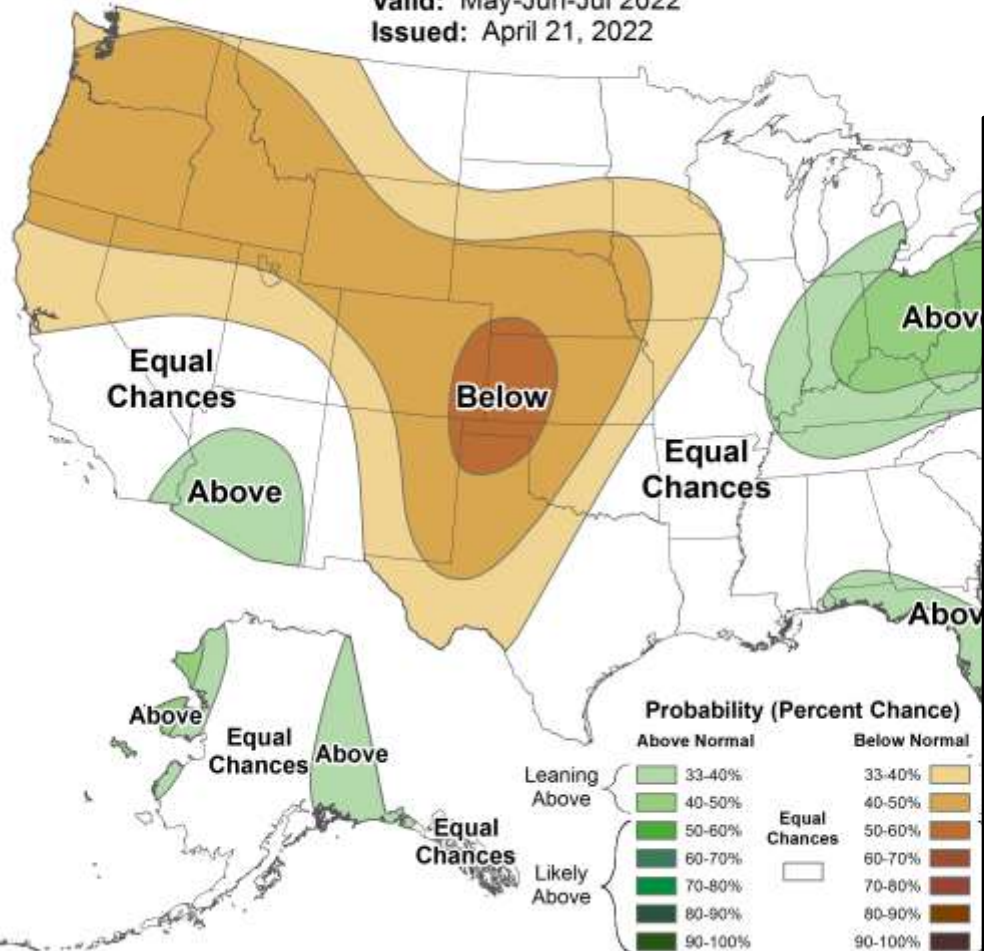 Valid: May-Jun-Jul 2022
Issued: April 21, 2022
Equal
Chances
Below
Above
Equal
Chances
Abov
Abov
Above
Equal
Chances
Above
Equal
Chances
Probability (Percent Chance)
Above Normal
Below Normal
Leaning
Above
33-40%
40-50%
Likely
Above
50-60%
60-70%
70-80%
80-90%
90-100%
Equal
Chances
33-40%
40-50%
50-60%
60-70%
70-80%
80-90%
90-100%